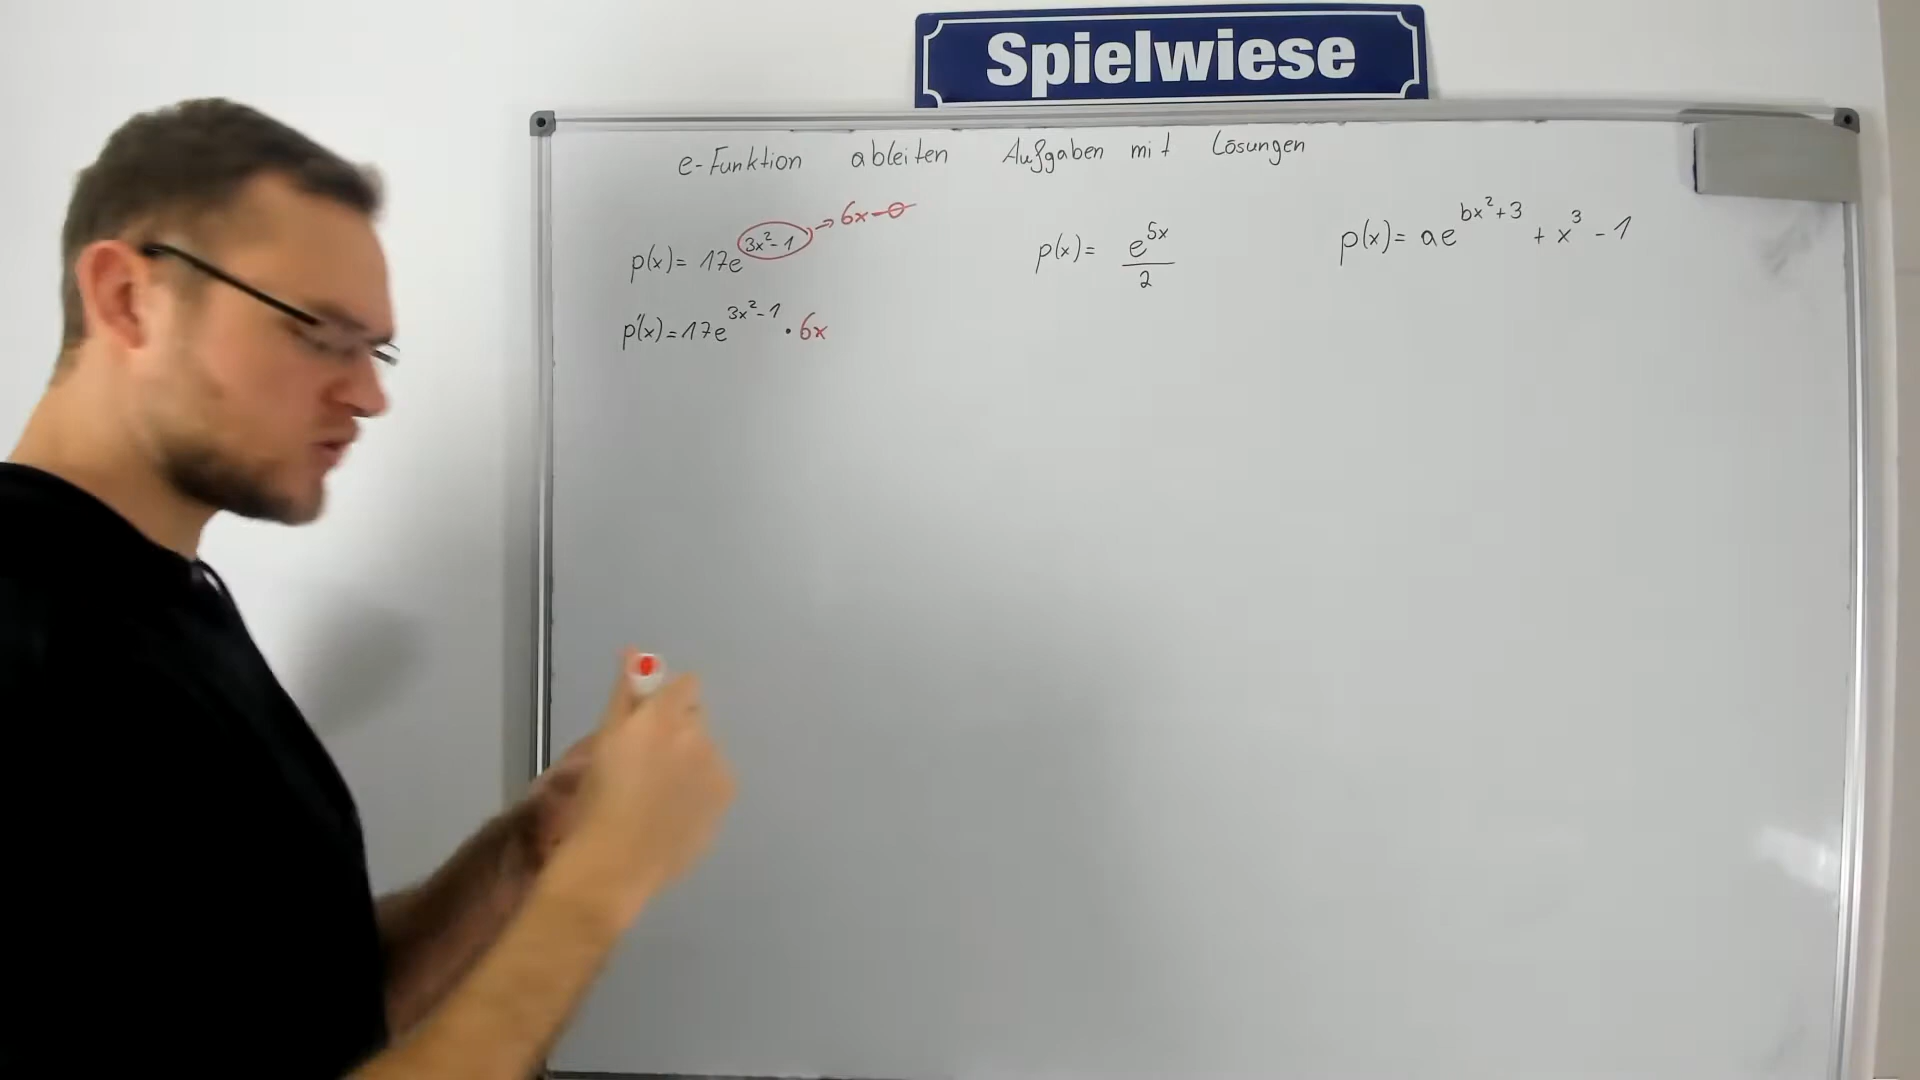 Spielwiese
e-Funktion ableiten Aufgaben mit Lösungen
p(x) = 17e^(3x²-1) → 6x-0
p'(x) = 17e^(3x²-1) · 6x
p(x) = e^(5x)
2
p(x) = ae^(bx²+3) + x³ - 1